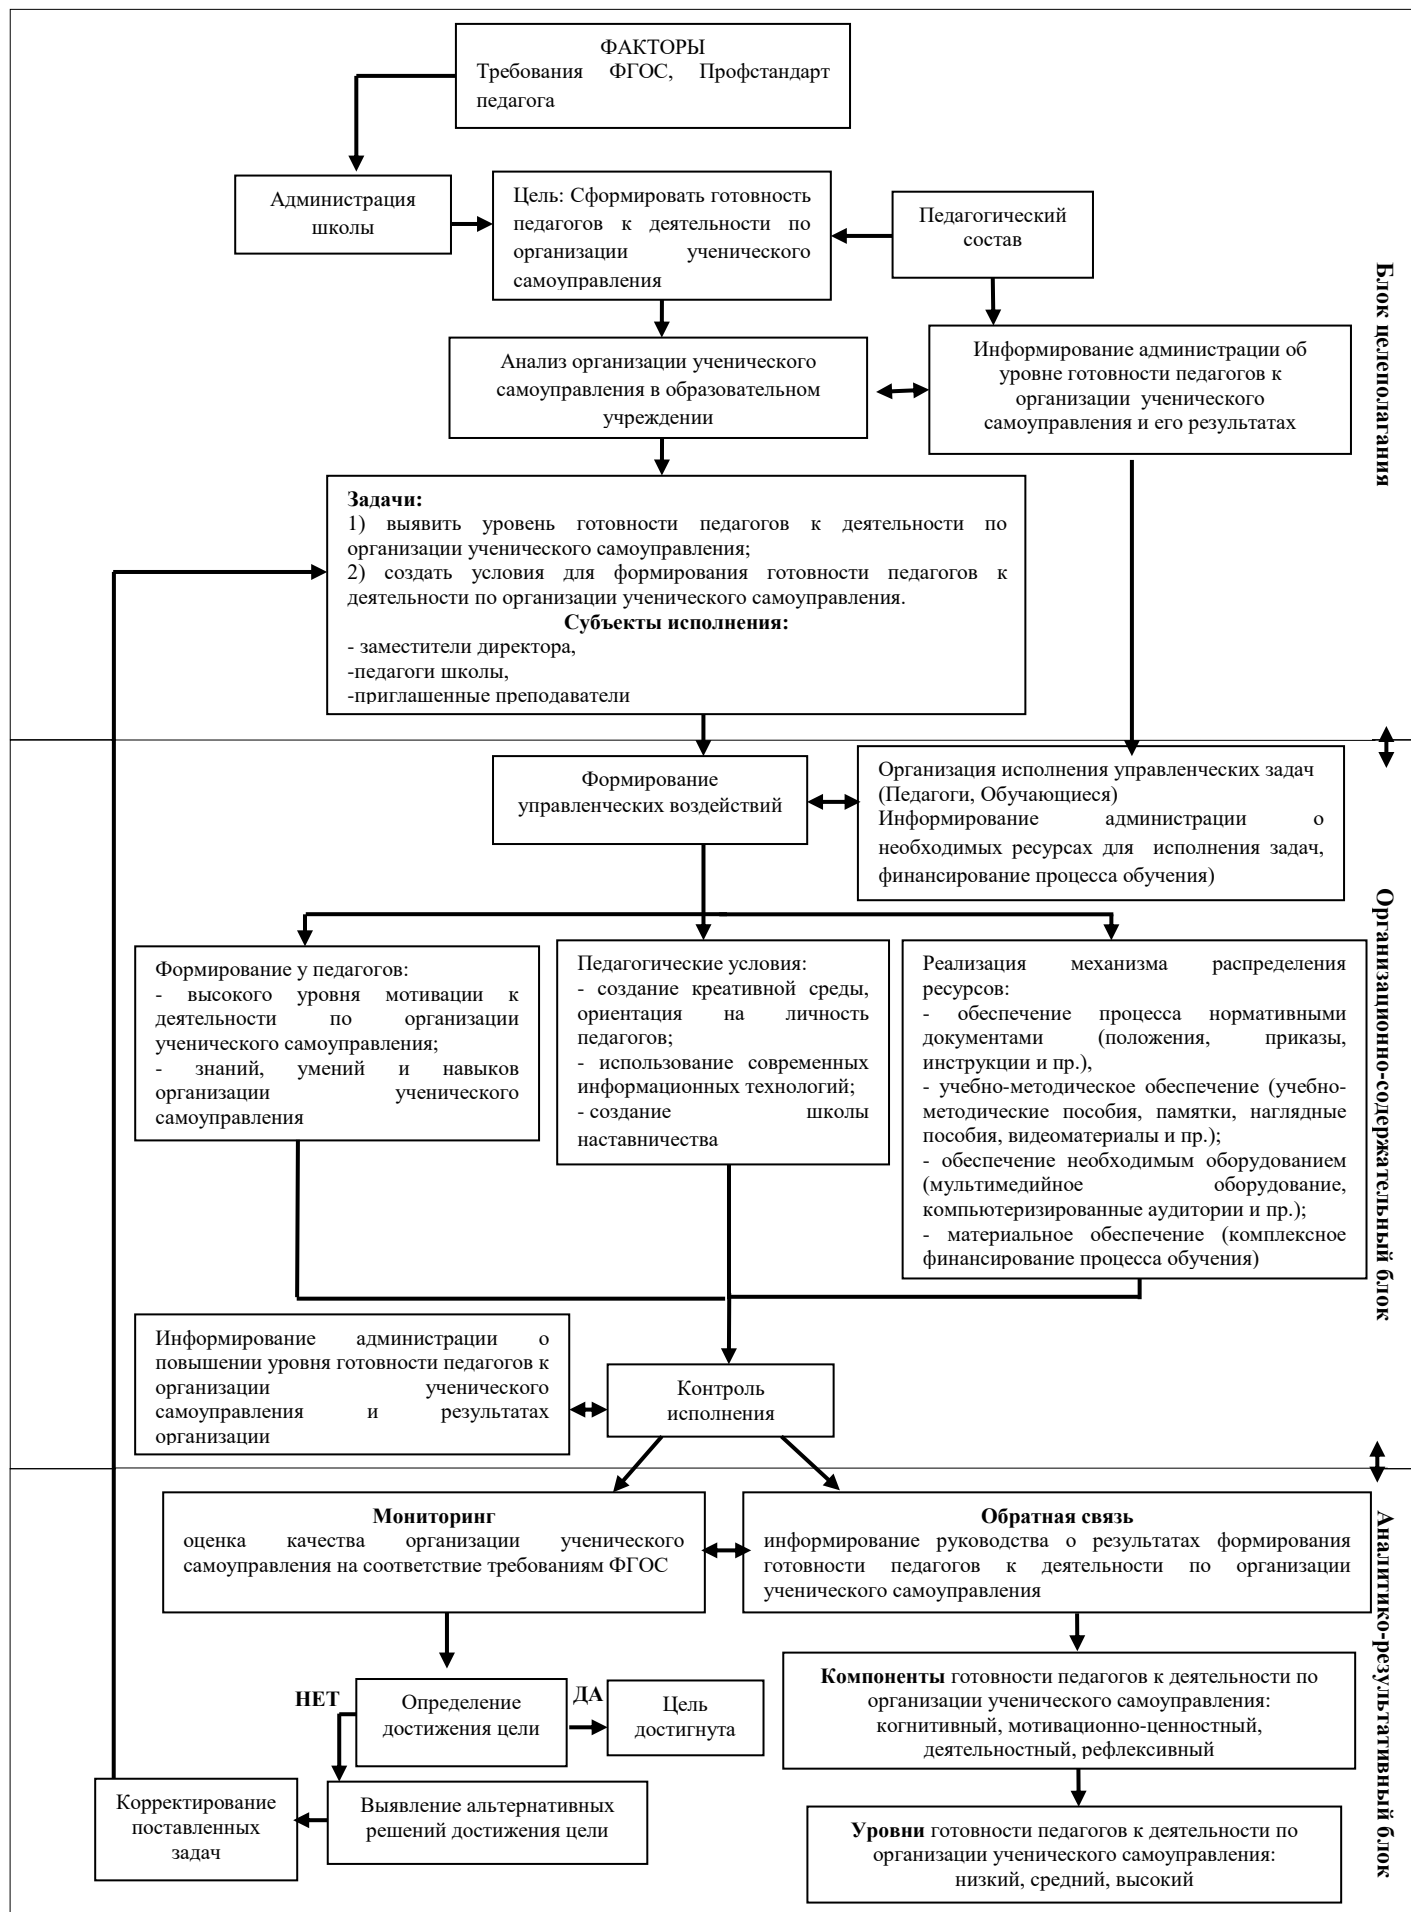 ФАКТОРЫ
Требования ФГОС, Профстандарт
педагога
Администрация
школы
Цель: Сформировать готовность
педагогов к деятельности по
организации ученического
самоуправления
Педагогический
состав
Анализ организации ученического
самоуправления в образовательном
учреждении
Информирование администрации об
уровне готовности педагогов к
организации ученического
самоуправления и его результатах
Блок целеполагания
Задачи:
1) выявить уровень готовности педагогов к деятельности по
организации ученического самоуправления;
2) создать условия для формирования готовности педагогов к
деятельности по организации ученического самоуправления.
Субъекты исполнения:
- заместители директора,
-педагоги школы,
-приглашенные преподаватели
Формирование
управленческих воздействий
Организация исполнения управленческих задач
(Педагоги, Обучающиеся)
Информирование администрации о
необходимых ресурсах для исполнения задач,
финансирование процесса обучения)
Формирование у педагогов:
- высокого уровня мотивации к
деятельности по организации
ученического самоуправления;
- знаний, умений и навыков
организации ученического
самоуправления
Педагогические условия:
- создание креативной среды,
ориентация на личность
педагогов;
- использование современных
информационных технологий;
- создание школы
наставничества
Реализация механизма распределения
ресурсов:
- обеспечение процесса нормативными
документами (положения, приказы,
инструкции и пр.),
- учебно-методическое обеспечение (учебно-
методические пособия, памятки, наглядные
пособия, видеоматериалы и пр.);
- обеспечение необходимым оборудованием
(мультимедийное оборудование,
компьютеризированные аудитории и пр.);
- материальное обеспечение (комплексное
финансирование процесса обучения)
Организационно-содержательный блок
Информирование администрации о
повышении уровня готовности педагогов к
организации ученического
самоуправления и результатах
организации
Контроль
исполнения
Мониторинг
оценка качества организации ученического
самоуправления на соответствие требованиям ФГОС
Обратная связь
информирование руководства о результатах формирования
готовности педагогов к деятельности по организации
ученического самоуправления
Аналитико-результативный блок
НЕТ
Определение
достижения цели
ДА
Цель
достигнута
Компоненты готовности педагогов к деятельности по
организации ученического самоуправления:
когнитивный, мотивационно-ценностный,
деятельностный, рефлексивный
Корректирование
поставленных
задач
Выявление альтернативных
решений достижения цели
Уровни готовности педагогов к деятельности по
организации ученического самоуправления:
низкий, средний, высокий